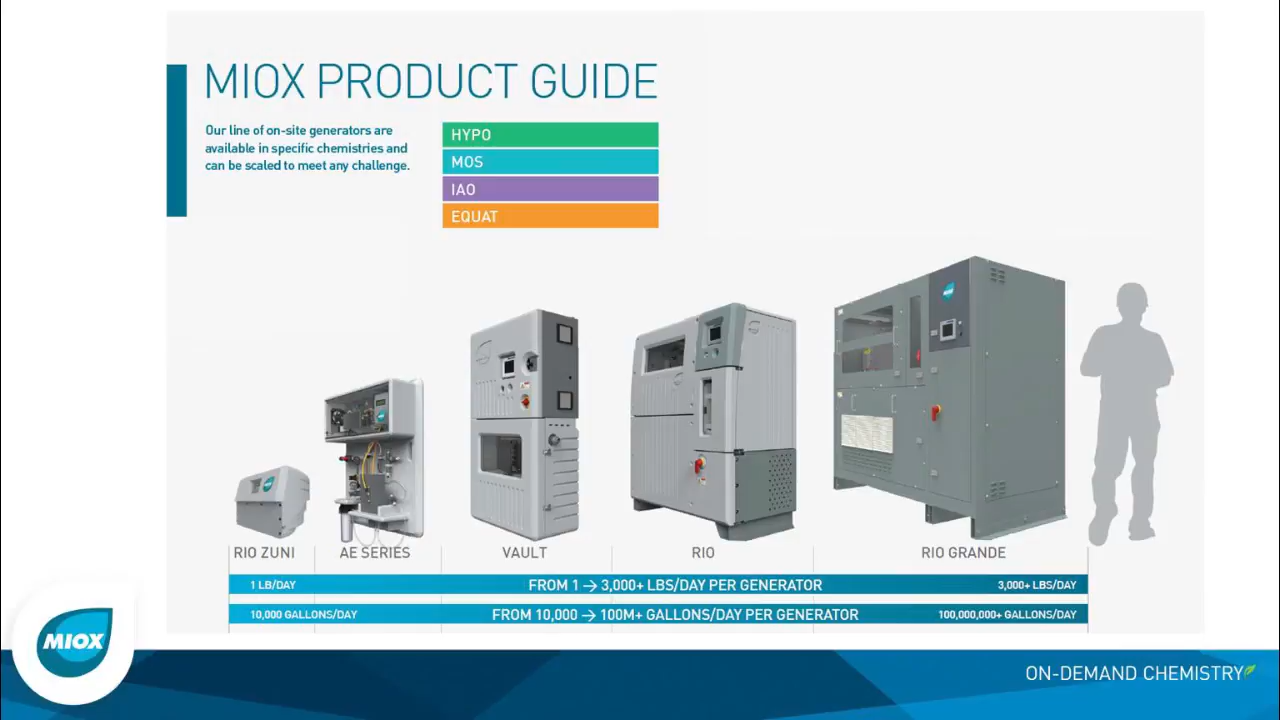 MIOX PRODUCT GUIDE
Our line of on-site generators are
available in specific chemistries and
can be scaled to meet any challenge.
HYPO
MOS
IAO
EQUAT
MIOX
RIO ZUNI
AE SERIES
VAULT
RIO
RIO GRANDE
1 LB/DAY
FROM 1 → 3,000+ LBS/DAY PER GENERATOR
3,000+ LBS/DAY
10,000 GALLONS/DAY
FROM 10,000 → 100M+ GALLONS/DAY PER GENERATOR
100,000,000+ GALLONS/DAY
MIOX
ON-DEMAND CHEMISTRY